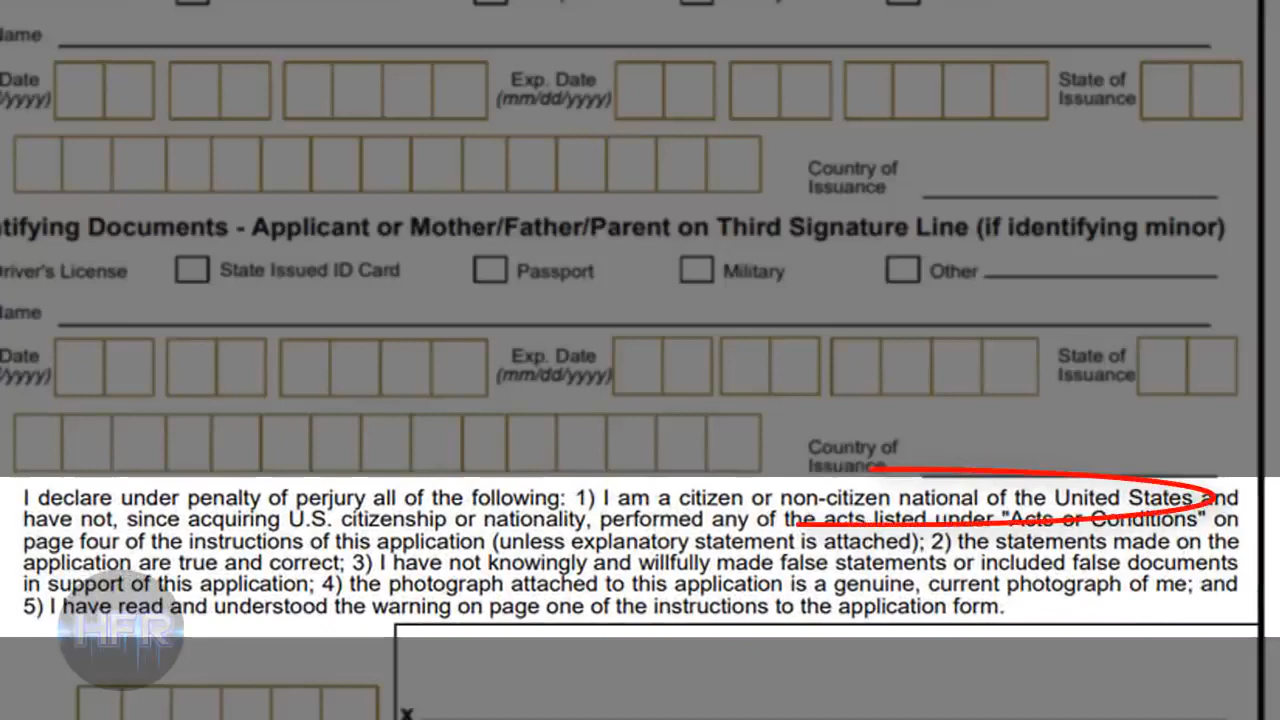 Name
Date Exp. Date State of
/yyyy) (mm/dd/yyyy) Issuance
Country of
Issuance
ntifying Documents - Applicant or Mother/Father/Parent on Third Signature Line (if identifying minor)
Driver's License State Issued ID Card Passport Military Other
Name
Date Exp. Date State of
/yyyy) (mm/dd/yyyy) Issuance
Country of
Issuance
I declare under penalty of perjury all of the following: 1) I am a citizen or non-citizen national of the United States and
have not, since acquiring U.S. citizenship or nationality, performed any of the acts listed under "Acts or Conditions" on
page four of the instructions of this application (unless explanatory statement is attached); 2) the statements made on the
application are true and correct; 3) I have not knowingly and willfully made false statements or included false documents
in support of this application; 4) the photograph attached to this application is a genuine, current photograph of me; and
5) I have read and understood the warning on page one of the instructions to the application form.
HFR
x